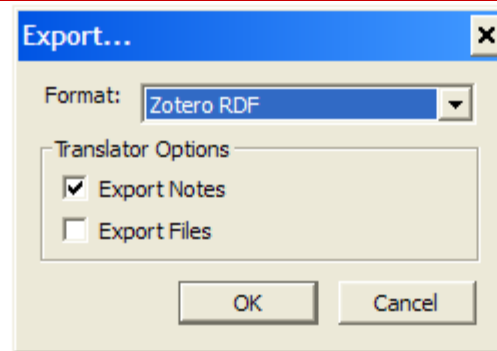 Export...
Format: Zotero RDF
Translator Options
Export Notes
Export Files
OK Cancel